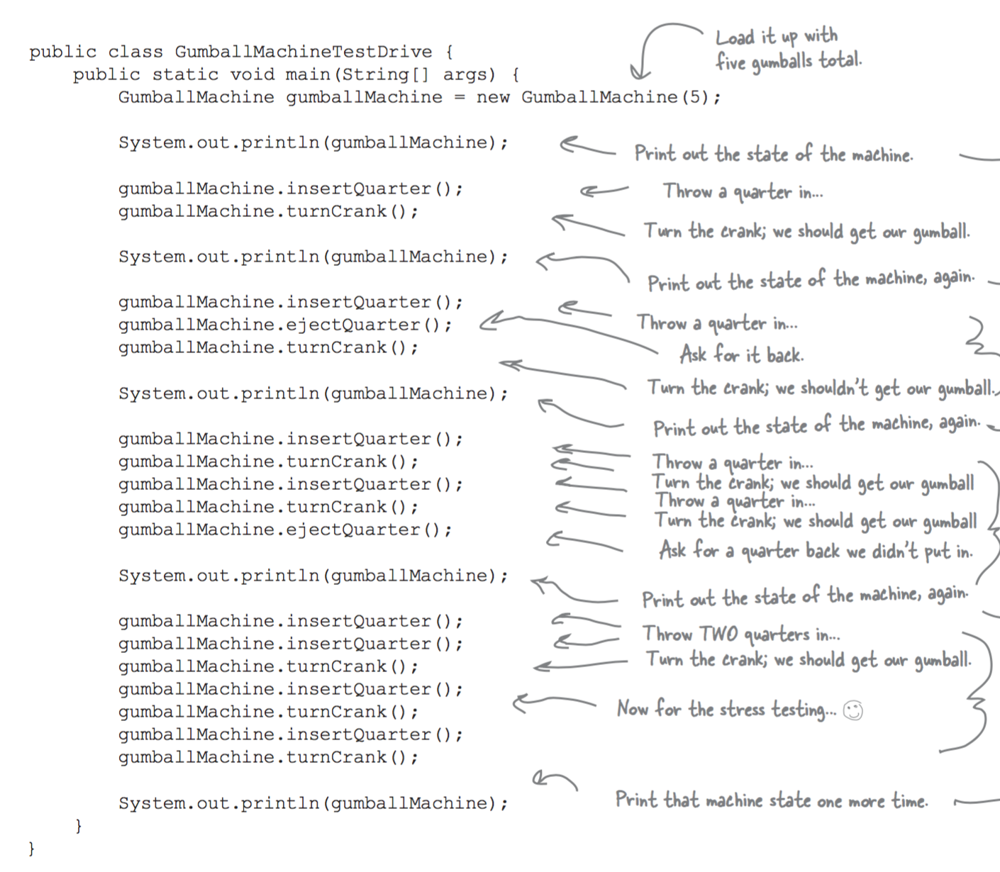 Load it up with
five gumballs total.
public class GumballMachineTestDrive {
public static void main(String[] args) {
GumballMachine gumballMachine = new GumballMachine(5);
System.out.println(gumballMachine);
Print out the state of the machine.
gumballMachine.insertQuarter();
Throw a quarter in...
gumballMachine.turnCrank();
Turn the crank; we should get our gumball.
System.out.println(gumballMachine);
Print out the state of the machine, again.
gumballMachine.insertQuarter();
Throw a quarter in...
gumballMachine.ejectQuarter();
Ask for it back.
gumballMachine.turnCrank();
Turn the crank; we shouldn't get our gumball.
System.out.println(gumballMachine);
Print out the state of the machine, again.
gumballMachine.insertQuarter();
Throw a quarter in...
gumballMachine.turnCrank();
Turn the crank; we should get our gumball
gumballMachine.insertQuarter();
Throw a quarter in...
gumballMachine.turnCrank();
Turn the crank; we should get our gumball
gumballMachine.ejectQuarter();
Ask for a quarter back we didn't put in.
System.out.println(gumballMachine);
Print out the state of the machine, again.
gumballMachine.insertQuarter();
gumballMachine.insertQuarter();
Throw TWO quarters in...
gumballMachine.turnCrank();
Turn the crank; we should get our gumball.
gumballMachine.insertQuarter();
gumballMachine.turnCrank();
Now for the stress testing... ☺
gumballMachine.insertQuarter();
gumballMachine.turnCrank();
System.out.println(gumballMachine);
Print that machine state one more time.
}
}